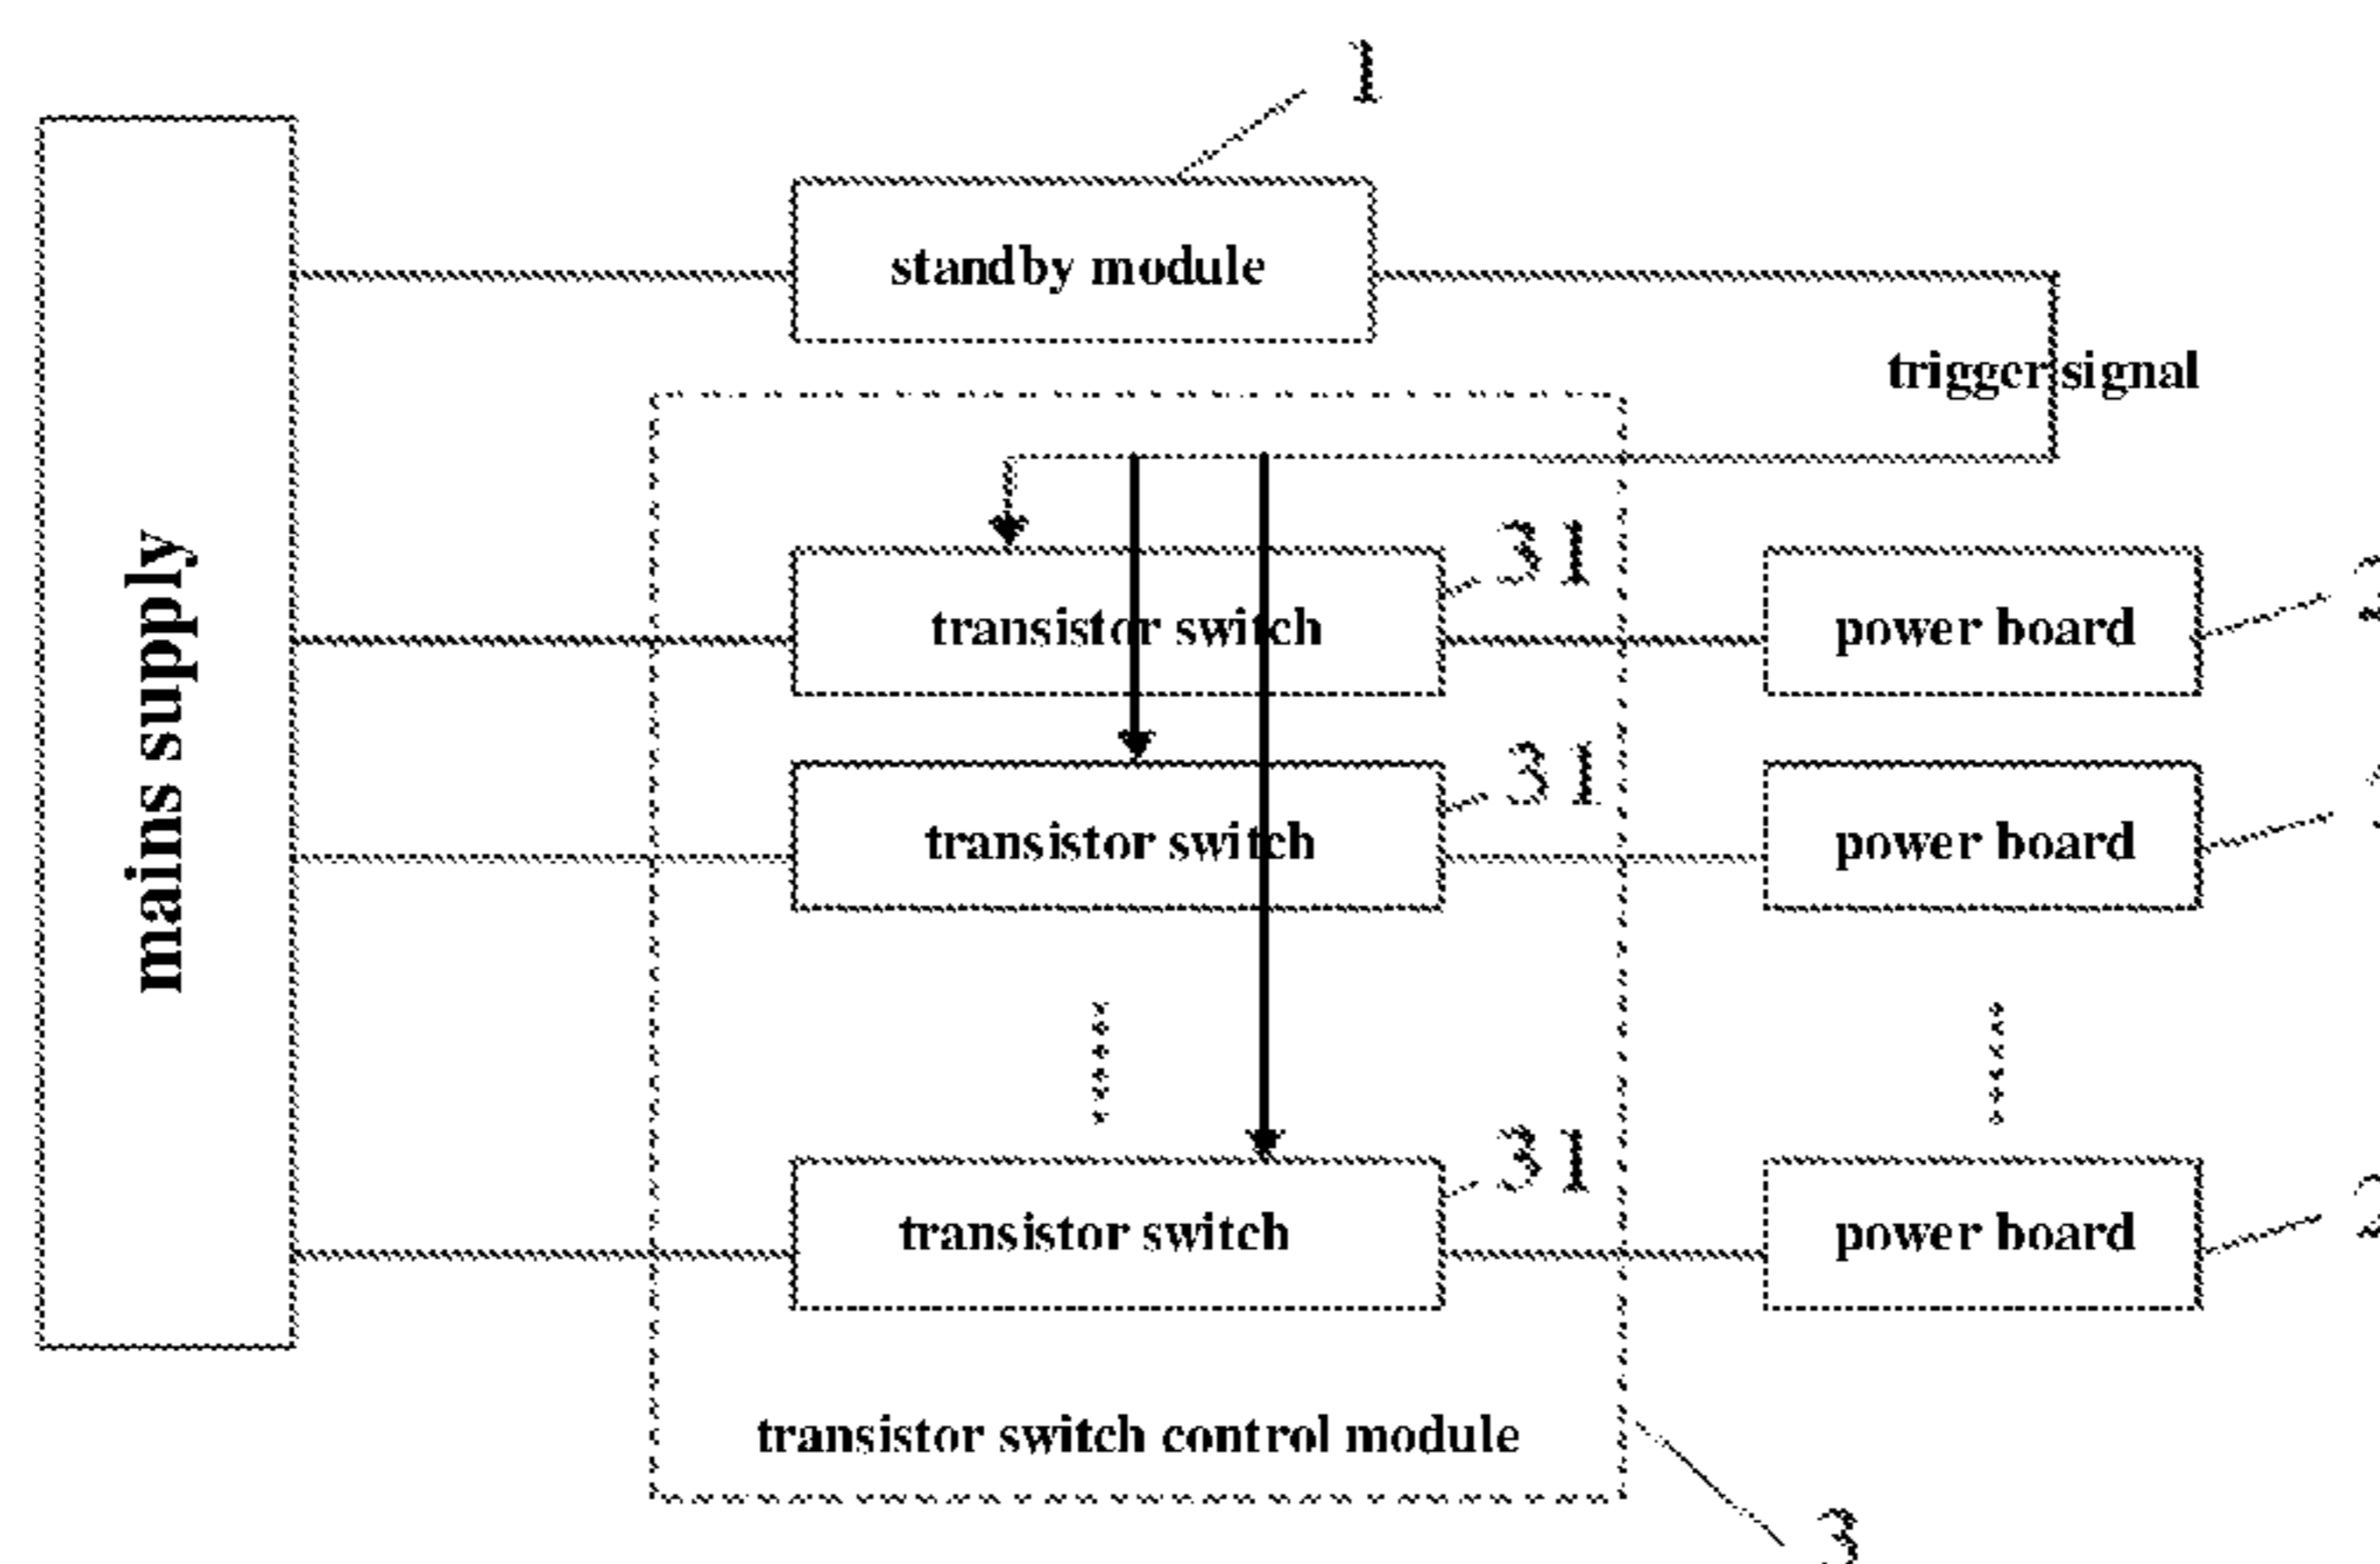 1
standby module
trigger signal
mains supply
31
transistor switch
power board
31
transistor switch
power board
31
transistor switch
power board
2
transistor switch control module
3